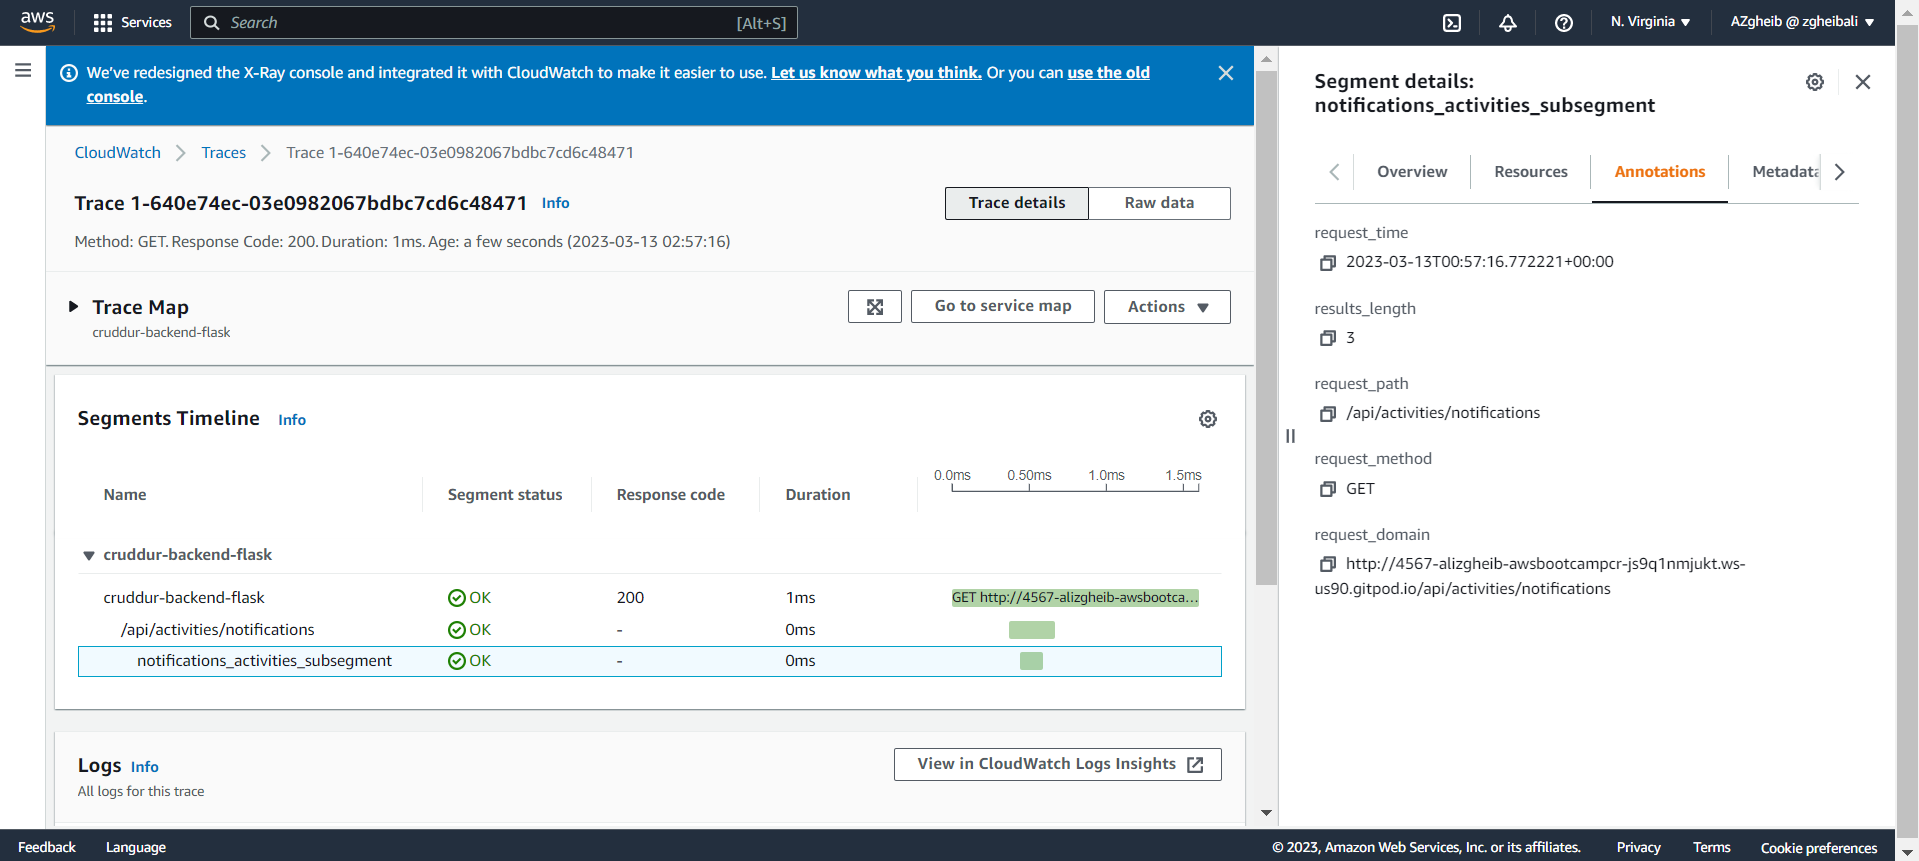 aws
Services
Search
[Alt+S]
N. Virginia
AZgheib @ zgheibali
We've redesigned the X-Ray console and integrated it with CloudWatch to make it easier to use. Let us know what you think. Or you can use the old
console.
CloudWatch
Traces
Trace 1-640e74ec-03e0982067bdbc7cd6c48471
Trace 1-640e74ec-03e0982067bdbc7cd6c48471 Info
Trace details
Raw data
Method: GET. Response Code: 200. Duration: 1ms. Age: a few seconds (2023-03-13 02:57:16)
Trace Map
cruddur-backend-flask
Go to service map
Actions
Segments Timeline Info
Name
Segment status
Response code
Duration
0.0ms 0.50ms 1.0ms 1.5ms
cruddur-backend-flask
cruddur-backend-flask OK 200 1ms GET http://4567-alizgheib-awsbootca...
/api/activities/notifications OK - 0ms
notifications_activities_subsegment OK - 0ms
Logs Info
All logs for this trace
View in CloudWatch Logs Insights
Segment details:
notifications_activities_subsegment
Overview
Resources
Annotations
Metadata
request_time
2023-03-13T00:57:16.772221+00:00
results_length
3
request_path
/api/activities/notifications
request_method
GET
request_domain
http://4567-alizgheib-awsbootcampcr-js9q1nmjukt.ws-
us90.gitpod.io/api/activities/notifications
Feedback
Language
© 2023, Amazon Web Services, Inc. or its affiliates.
Privacy
Terms
Cookie preferences